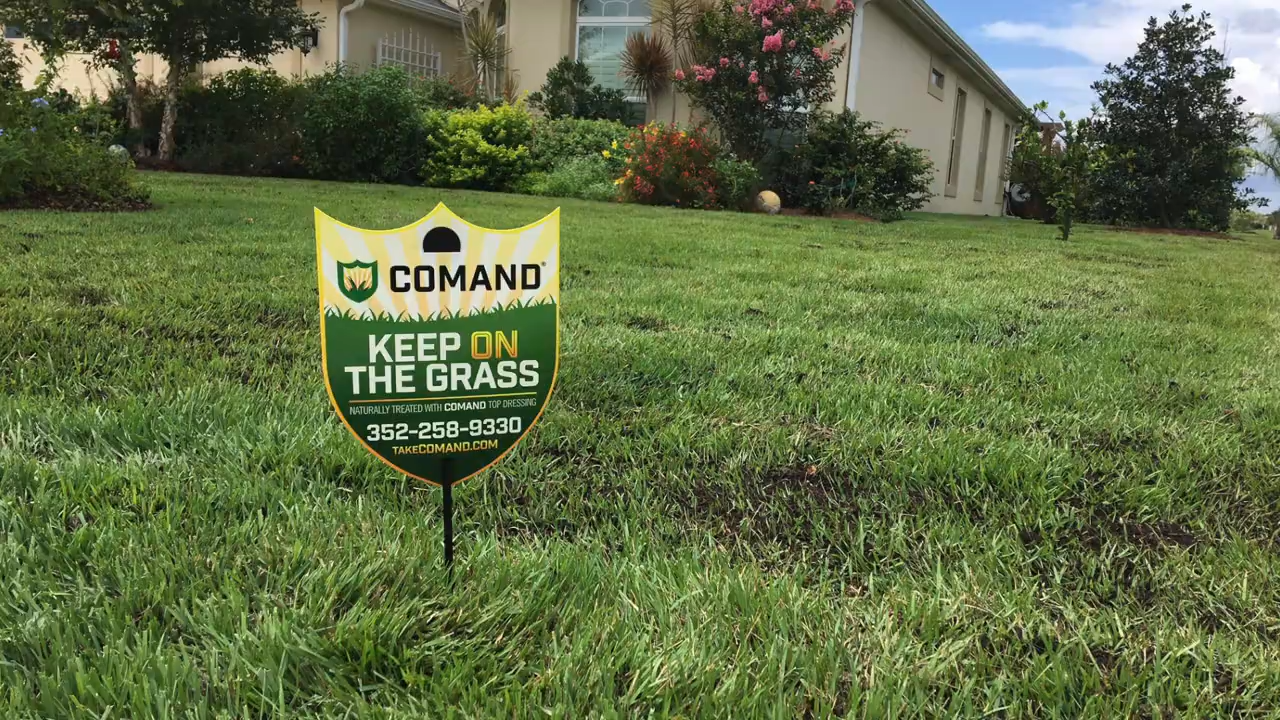 COMAND®
KEEP ON
THE GRASS
NATURALLY TREATED WITH COMAND TOP DRESSING
352-258-9330
TAKECOMAND.COM